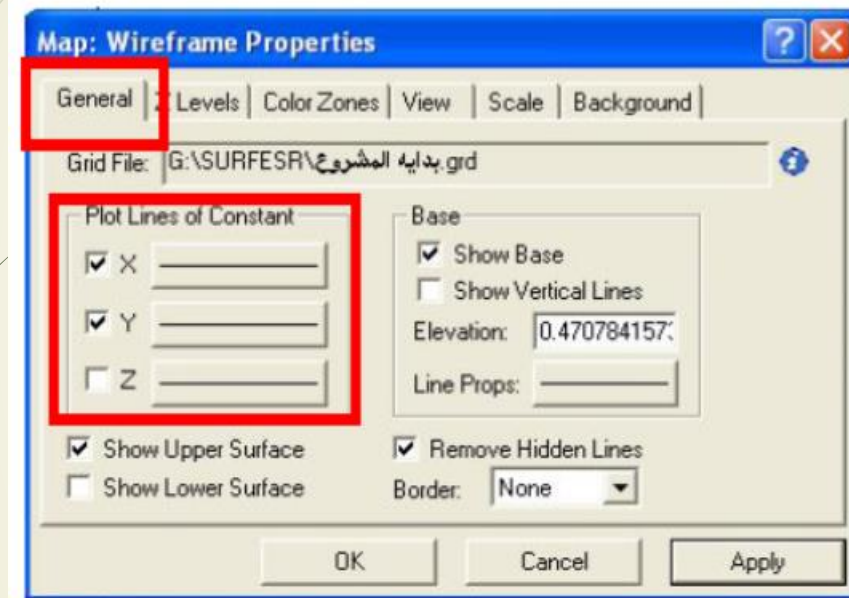 Map: Wireframe Properties
General Z Levels Color Zones View Scale Background
Grid File: G:\SURFESR\بدايه المشروع.grd
Plot Lines of Constant
X
Y
Z
Base
Show Base
Show Vertical Lines
Elevation: 0.470784157
Line Props:
Show Upper Surface
Show Lower Surface
Remove Hidden Lines
Border: None
OK Cancel Apply